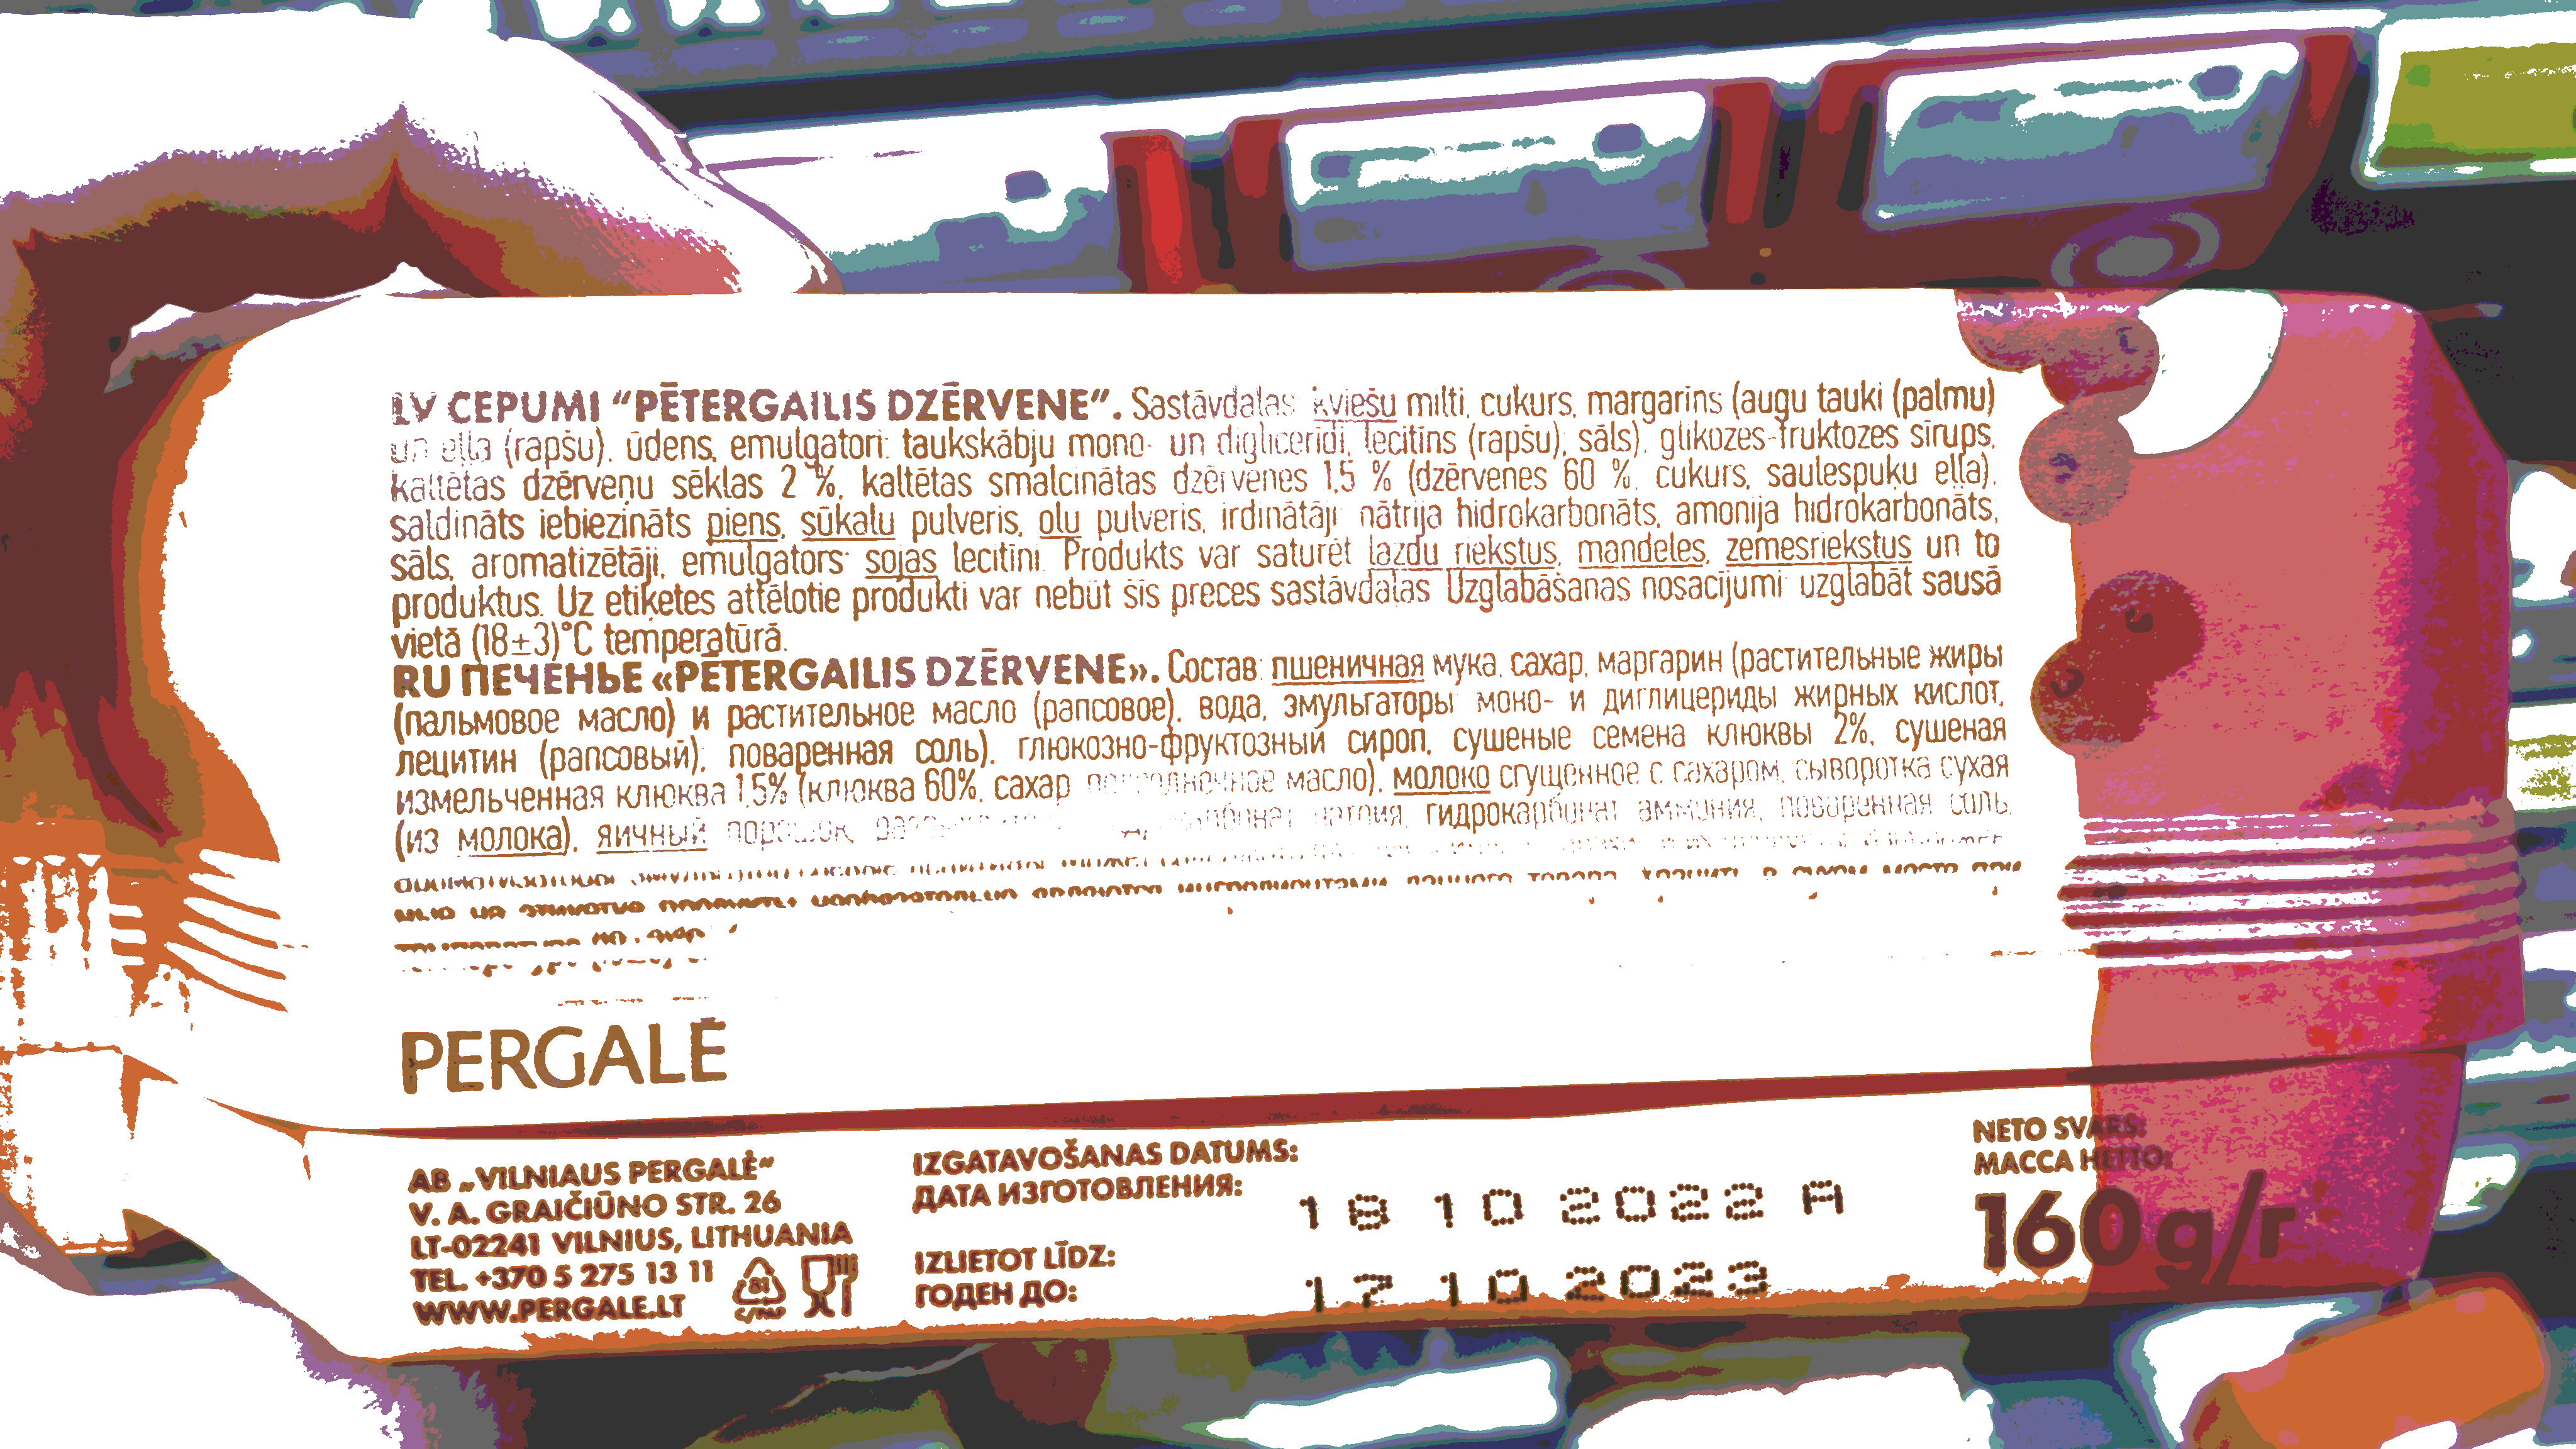 LV CEPUMI “PĒTERGAILIS DZĒRVENE”. Sastāvdaļas: kviešu milti, cukurs, margarīns (augu tauki (palmu)
un eļļa (rapšu), ūdens, emulgatori: taukskābju mono- un diglicerīdi, lecitīns (rapšu), sāls), glikozes-fruktozes sīrups,
kaltētas dzērveņu sēklas 2 %, kaltētas smalcinātas dzērvenes 1,5 % (dzērvenes 60 %, cukurs, saulespuķu eļļa),
saldināts iebiezināts piens, sūkalu pulveris, olu pulveris, irdinātāji: nātrija hidrokarbonāts, amonija hidrokarbonāts,
sāls, aromatizētāji, emulgators: sojas lecitīni. Produkts var saturēt lazdu riekstus, mandeles, zemesriekstus un to
produktus. Uz etiķetes attēlotie produkti var nebūt šīs preces sastāvdaļas. Uzglabāšanas nosacījumi: uzglabāt sausā
vietā (18±3)°C temperatūrā.
RU ПЕЧЕНЬЕ «PĒTERGAILIS DZĒRVENE». Состав: пшеничная мука, сахар, маргарин (растительные жиры
(пальмовое масло) и растительное масло (рапсовое), вода, эмульгаторы: моно- и диглицериды жирных кислот,
лецитин (рапсовый); поваренная соль), глюкозно-фруктозный сироп, сушеные семена клюквы 2%, сушеная
измельченная клюква 1,5% (клюква 60%, сахар, масло), молоко сгущенное с сахаром, сыворотка сухая
(из молока), яичный порошок, натрия, гидрокарбонат аммония, поваренная соль,
PERGALĖ
AB „VILNIAUS PERGALĖ“
V. A. GRAIČIŪNO STR. 26
LT-02241 VILNIUS, LITHUANIA
TEL. +370 5 275 13 11
WWW.PERGALE.LT
81
C/PAP
IZGATAVOŠANAS DATUMS:
ДАТА ИЗГОТОВЛЕНИЯ:
18 10 2022 A
IZLIETOT LĪDZ:
ГОДЕН ДО:
17 10 2023
NETO SVARS:
МАССА НЕТТО:
160g/г